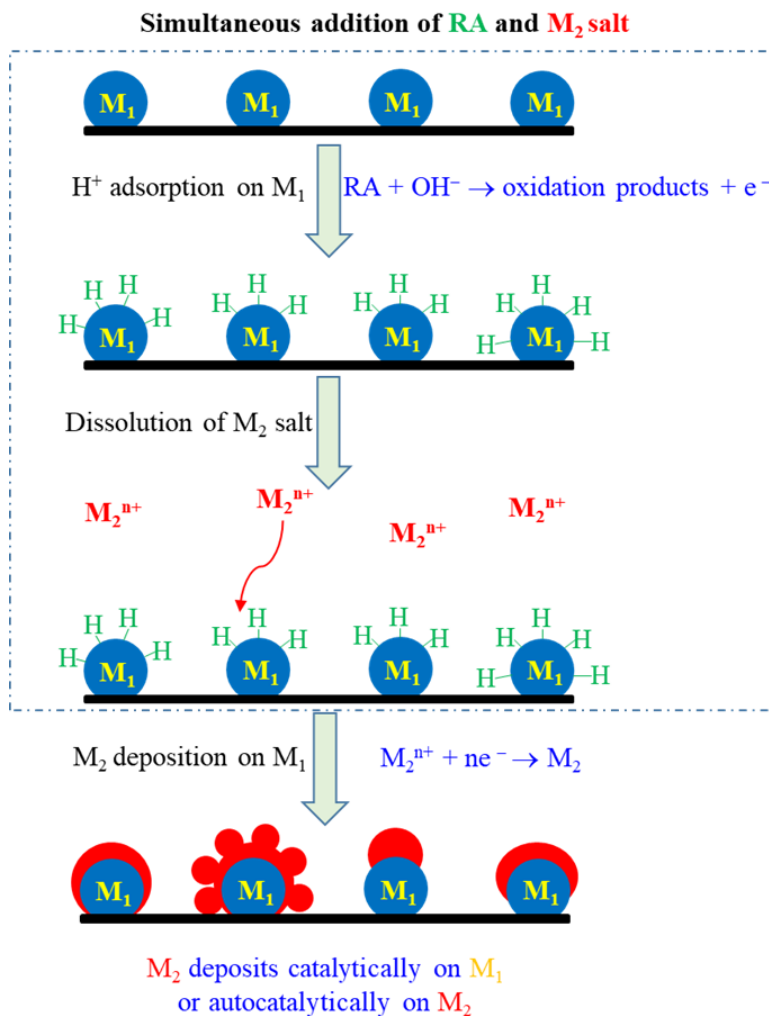 Simultaneous addition of RA and M₂ salt
M₁ M₁ M₁ M₁
H⁺ adsorption on M₁ RA + OH⁻ → oxidation products + e⁻
H H H H H H H H H H H H H H H
M₁ M₁ M₁ M₁
Dissolution of M₂ salt
M₂ⁿ⁺ M₂ⁿ⁺ M₂ⁿ⁺ M₂ⁿ⁺
H H H H H H H H H H H H H H H
M₁ M₁ M₁ M₁
M₂ deposition on M₁ M₂ⁿ⁺ + ne⁻ → M₂
M₁ M₁ M₁ M₁
M₂ deposits catalytically on M₁
or autocatalytically on M₂